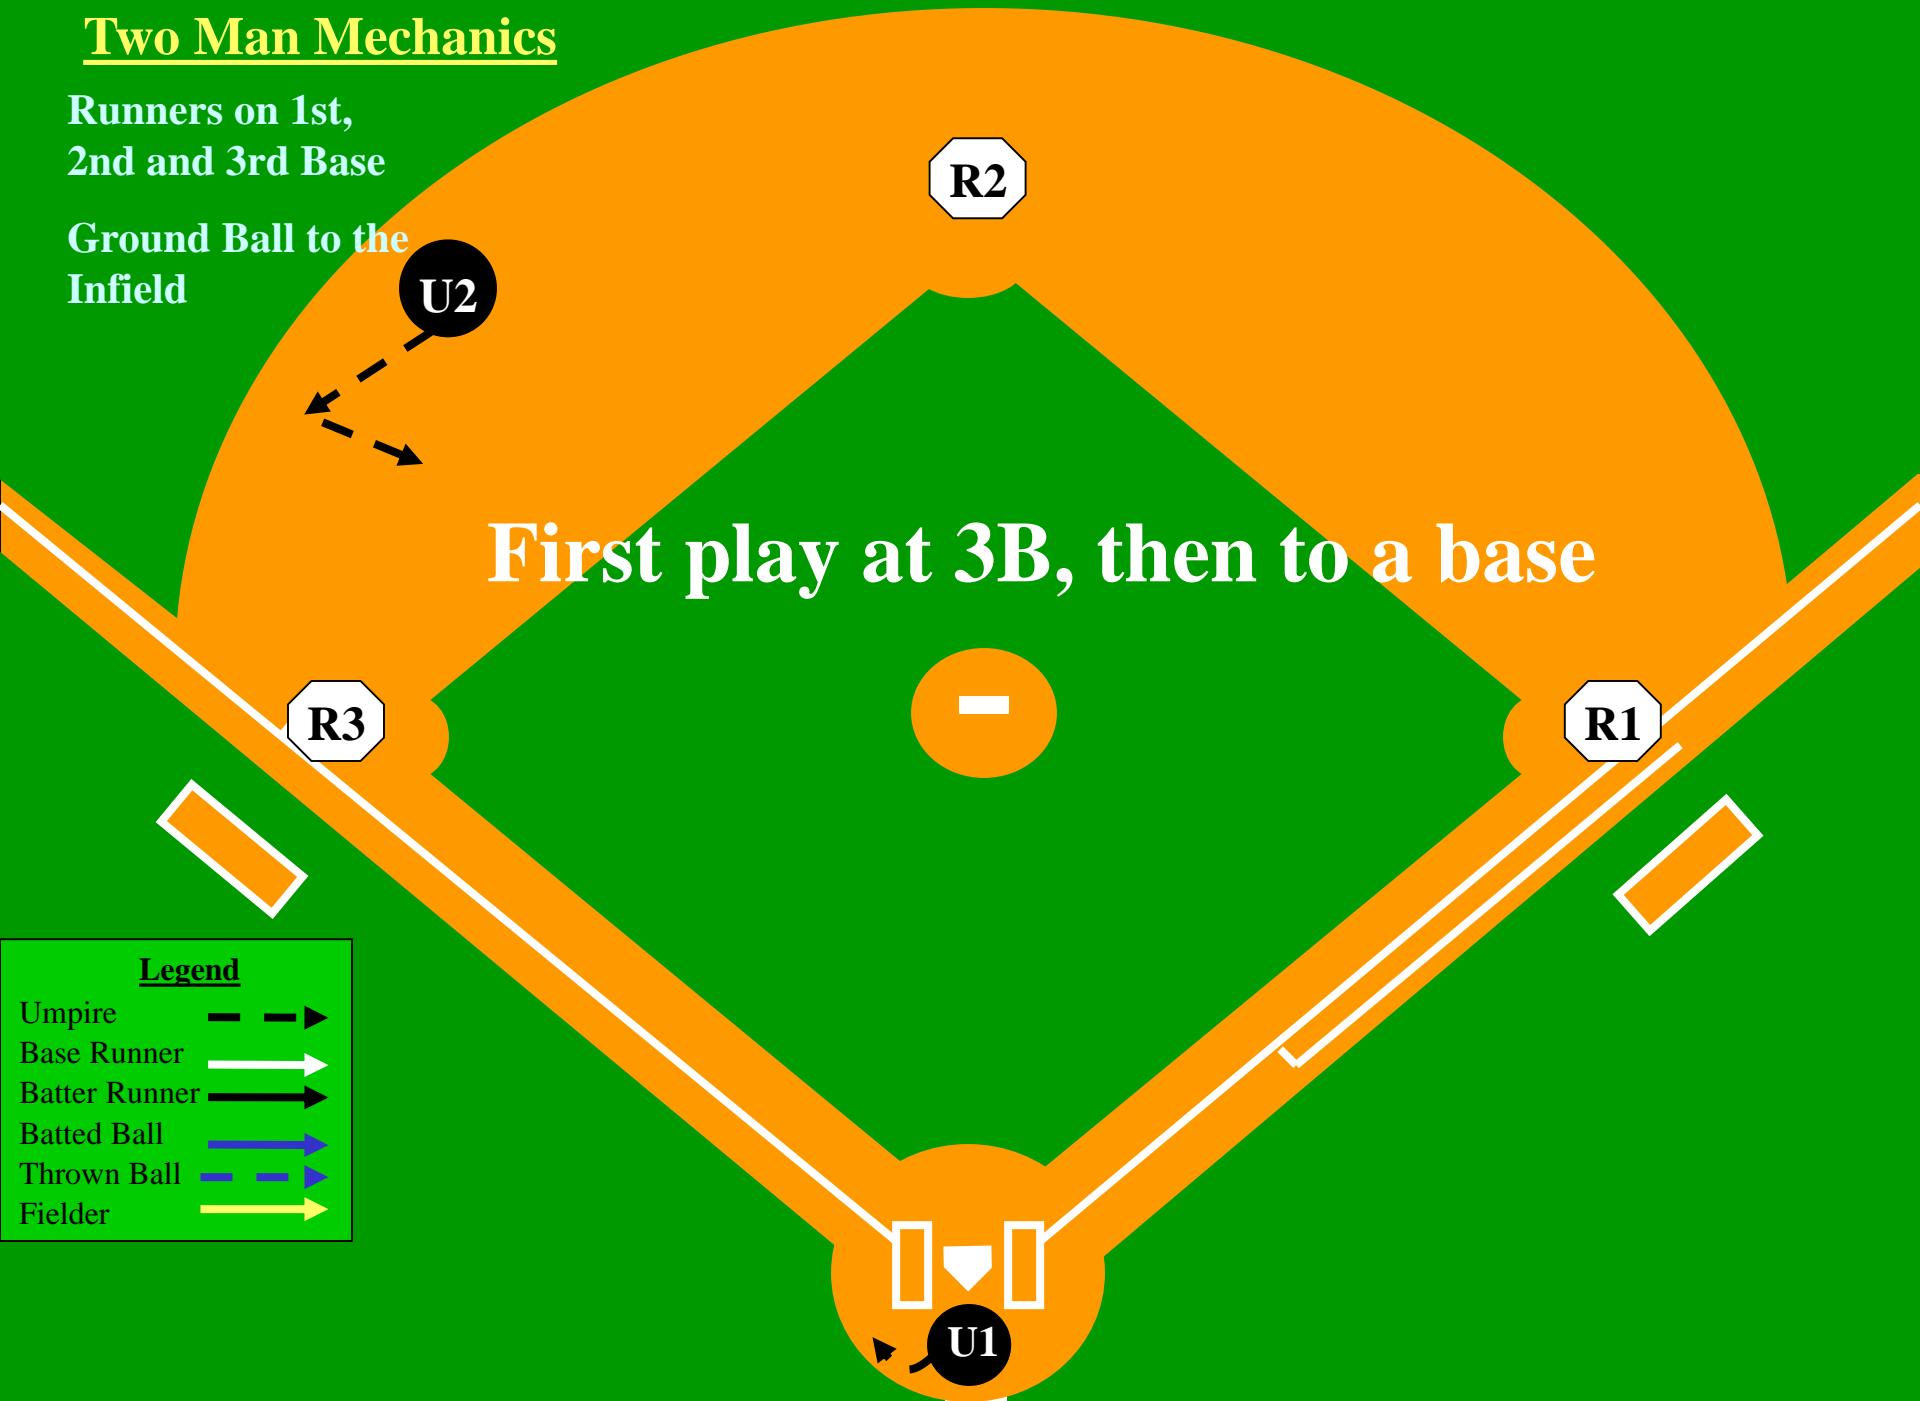 Two Man Mechanics
Runners on 1st,
2nd and 3rd Base
Ground Ball to the
Infield
R2
U2
First play at 3B, then to a base
R3
R1
Legend
Umpire
Base Runner
Batter Runner
Batted Ball
Thrown Ball
Fielder
U1